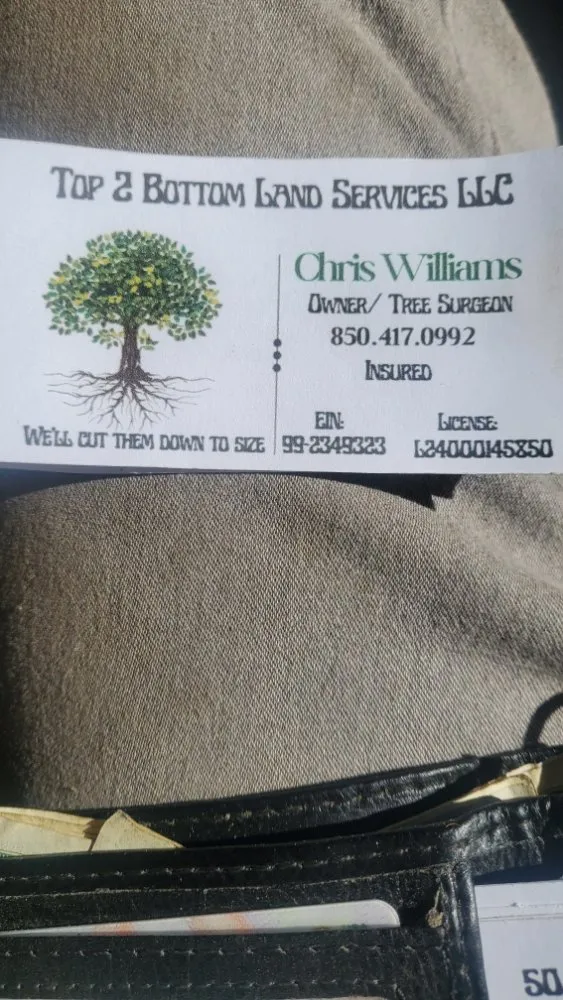 Top 2 Bottom Land Services LLC
Chris Williams
Owner/ Tree Surgeon
850.417.0992
Insured
We'll cut them down to size
EIN:
99-2349323
License:
L24000145850
50